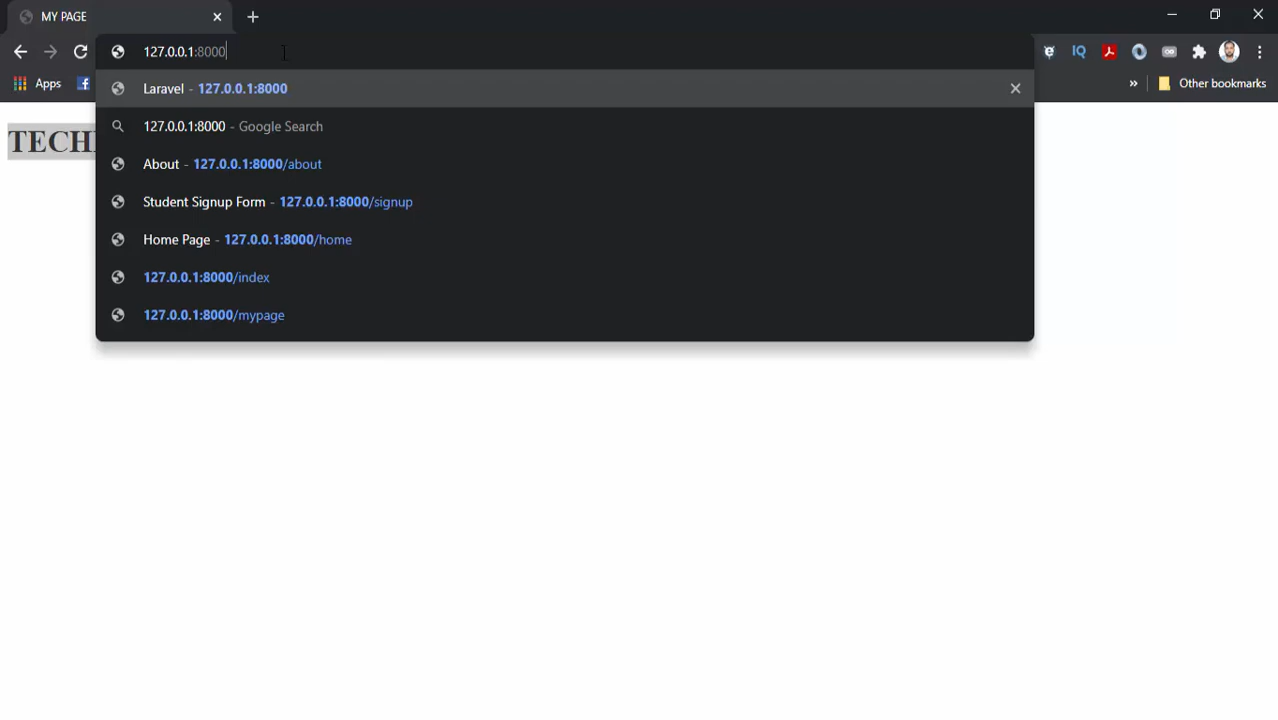 MY PAGE
127.0.0.1:8000
Apps
IQ
Other bookmarks
Laravel - 127.0.0.1:8000
127.0.0.1:8000 - Google Search
About - 127.0.0.1:8000/about
Student Signup Form - 127.0.0.1:8000/signup
Home Page - 127.0.0.1:8000/home
127.0.0.1:8000/index
127.0.0.1:8000/mypage